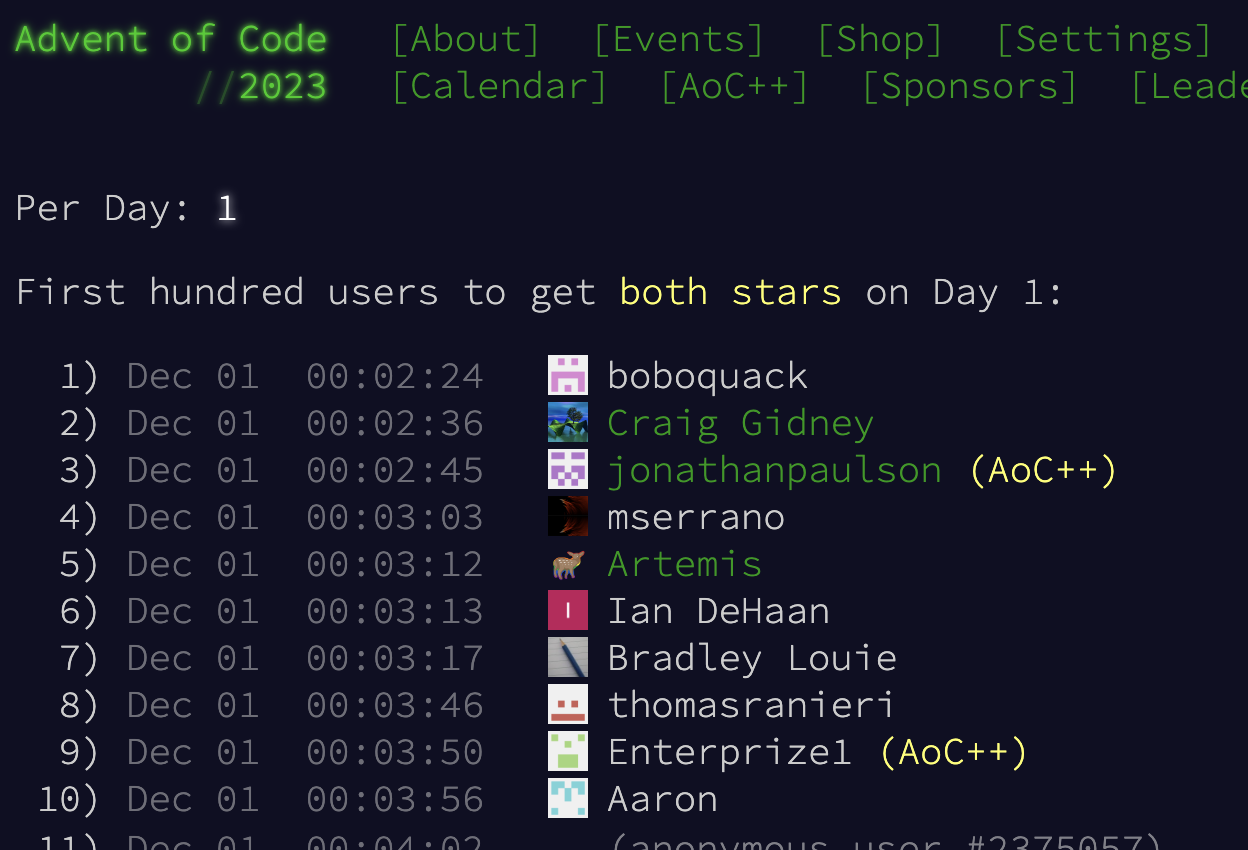 Advent of Code [About] [Events] [Shop] [Settings]
//2023 [Calendar] [AoC++] [Sponsors] [Leade
Per Day: 1
First hundred users to get both stars on Day 1:
1) Dec 01 00:02:24 boboquack
2) Dec 01 00:02:36 Craig Gidney
3) Dec 01 00:02:45 jonathanpaulson (AoC++)
4) Dec 01 00:03:03 mserrano
5) Dec 01 00:03:12 Artemis
6) Dec 01 00:03:13 I Ian DeHaan
7) Dec 01 00:03:17 Bradley Louie
8) Dec 01 00:03:46 thomasranieri
9) Dec 01 00:03:50 Enterprize1 (AoC++)
10) Dec 01 00:03:56 Aaron
11) Dec 01 00:04:02 (anonymous user #2375057)